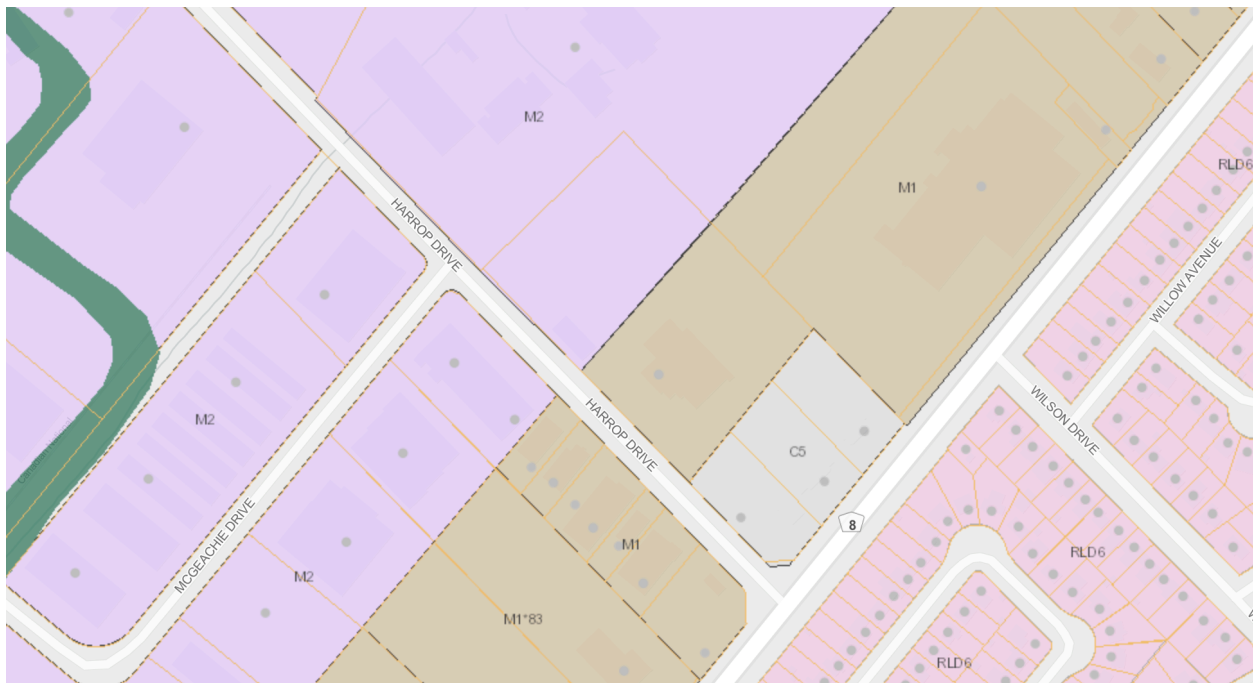 M2
RLD6
M1
HARROP DRIVE
WILLOW AVENUE
M2
HARROP DRIVE
WILSON DRIVE
C5
8
MCGEACHIE DRIVE
M1
RLD6
M2
M1*83
RLD6